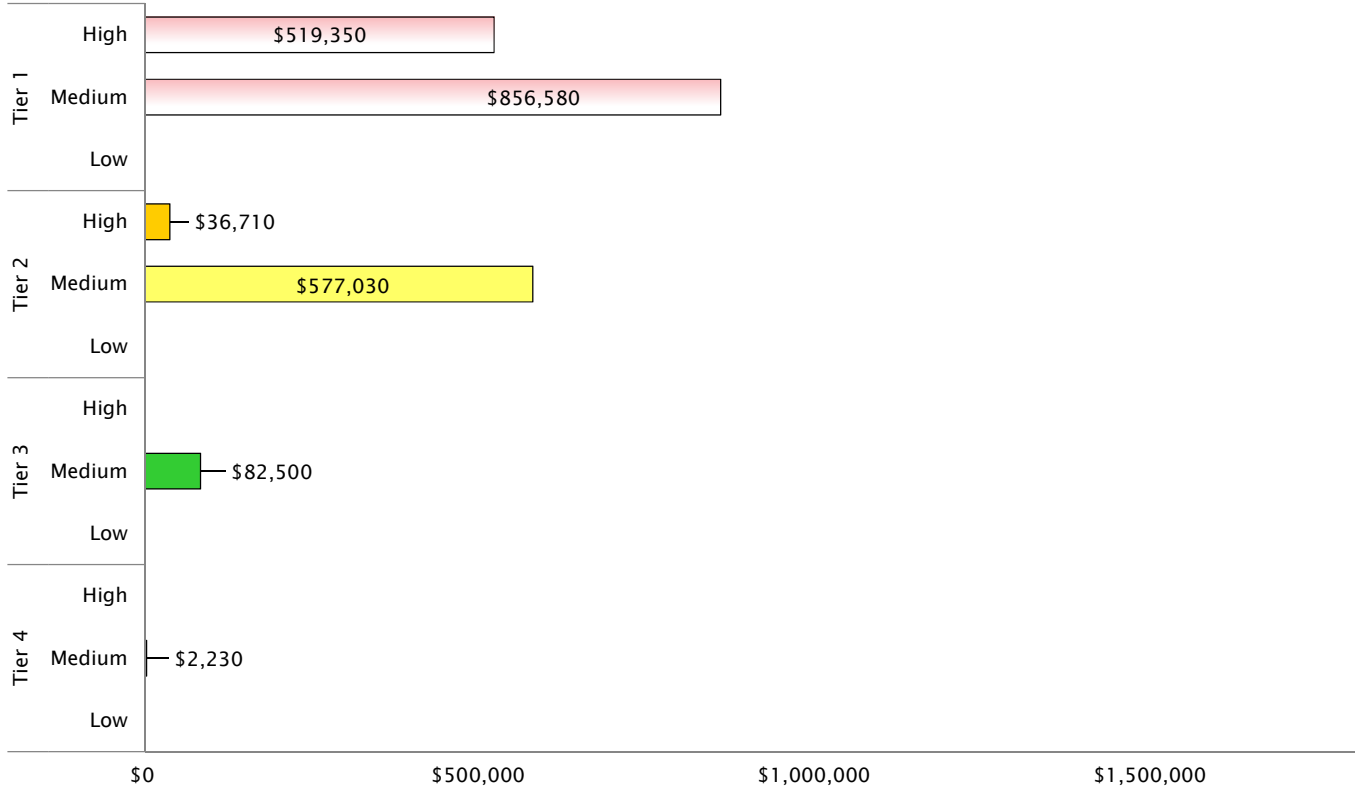 Tier 1
High
$519,350
Medium
$856,580
Low
Tier 2
High
$36,710
Medium
$577,030
Low
Tier 3
High
Medium
$82,500
Low
Tier 4
High
Medium
$2,230
Low
$0
$500,000
$1,000,000
$1,500,000